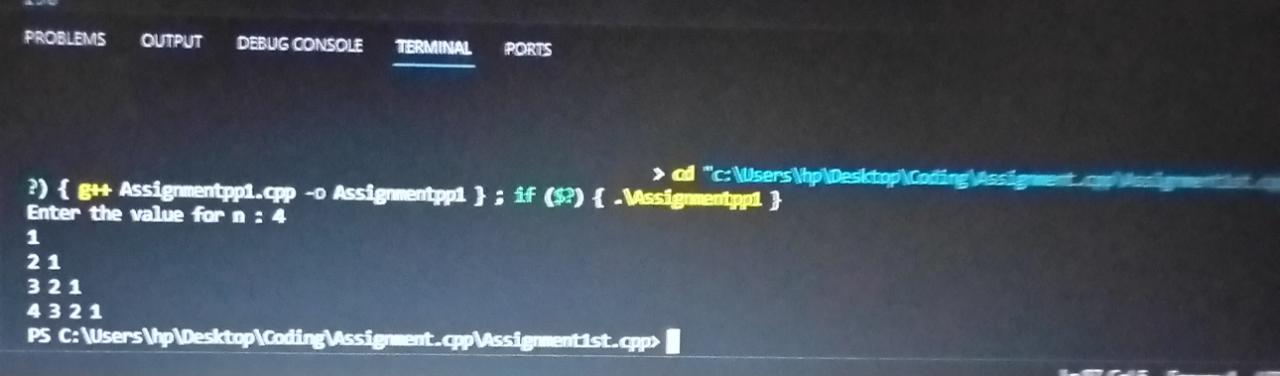 PROBLEMS OUTPUT DEBUG CONSOLE TERMINAL PORTS
> cd "c:\Users\hp\Desktop\Coding\Assignment.cpp\
?) { g++ Assignmentpp1.cpp -o Assignmentpp1 } ; if ($?) { .\Assignmentpp1 }
Enter the value for n : 4
1
2 1
3 2 1
4 3 2 1
PS C:\Users\hp\Desktop\Coding\Assignment.cpp\Assignment1st.cpp>